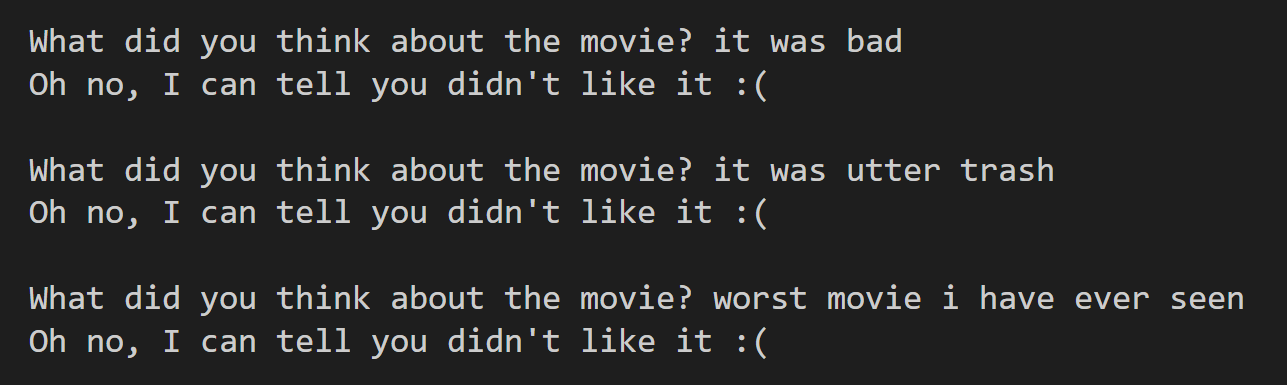 What did you think about the movie? it was bad
Oh no, I can tell you didn't like it :(
What did you think about the movie? it was utter trash
Oh no, I can tell you didn't like it :(
What did you think about the movie? worst movie i have ever seen
Oh no, I can tell you didn't like it :(